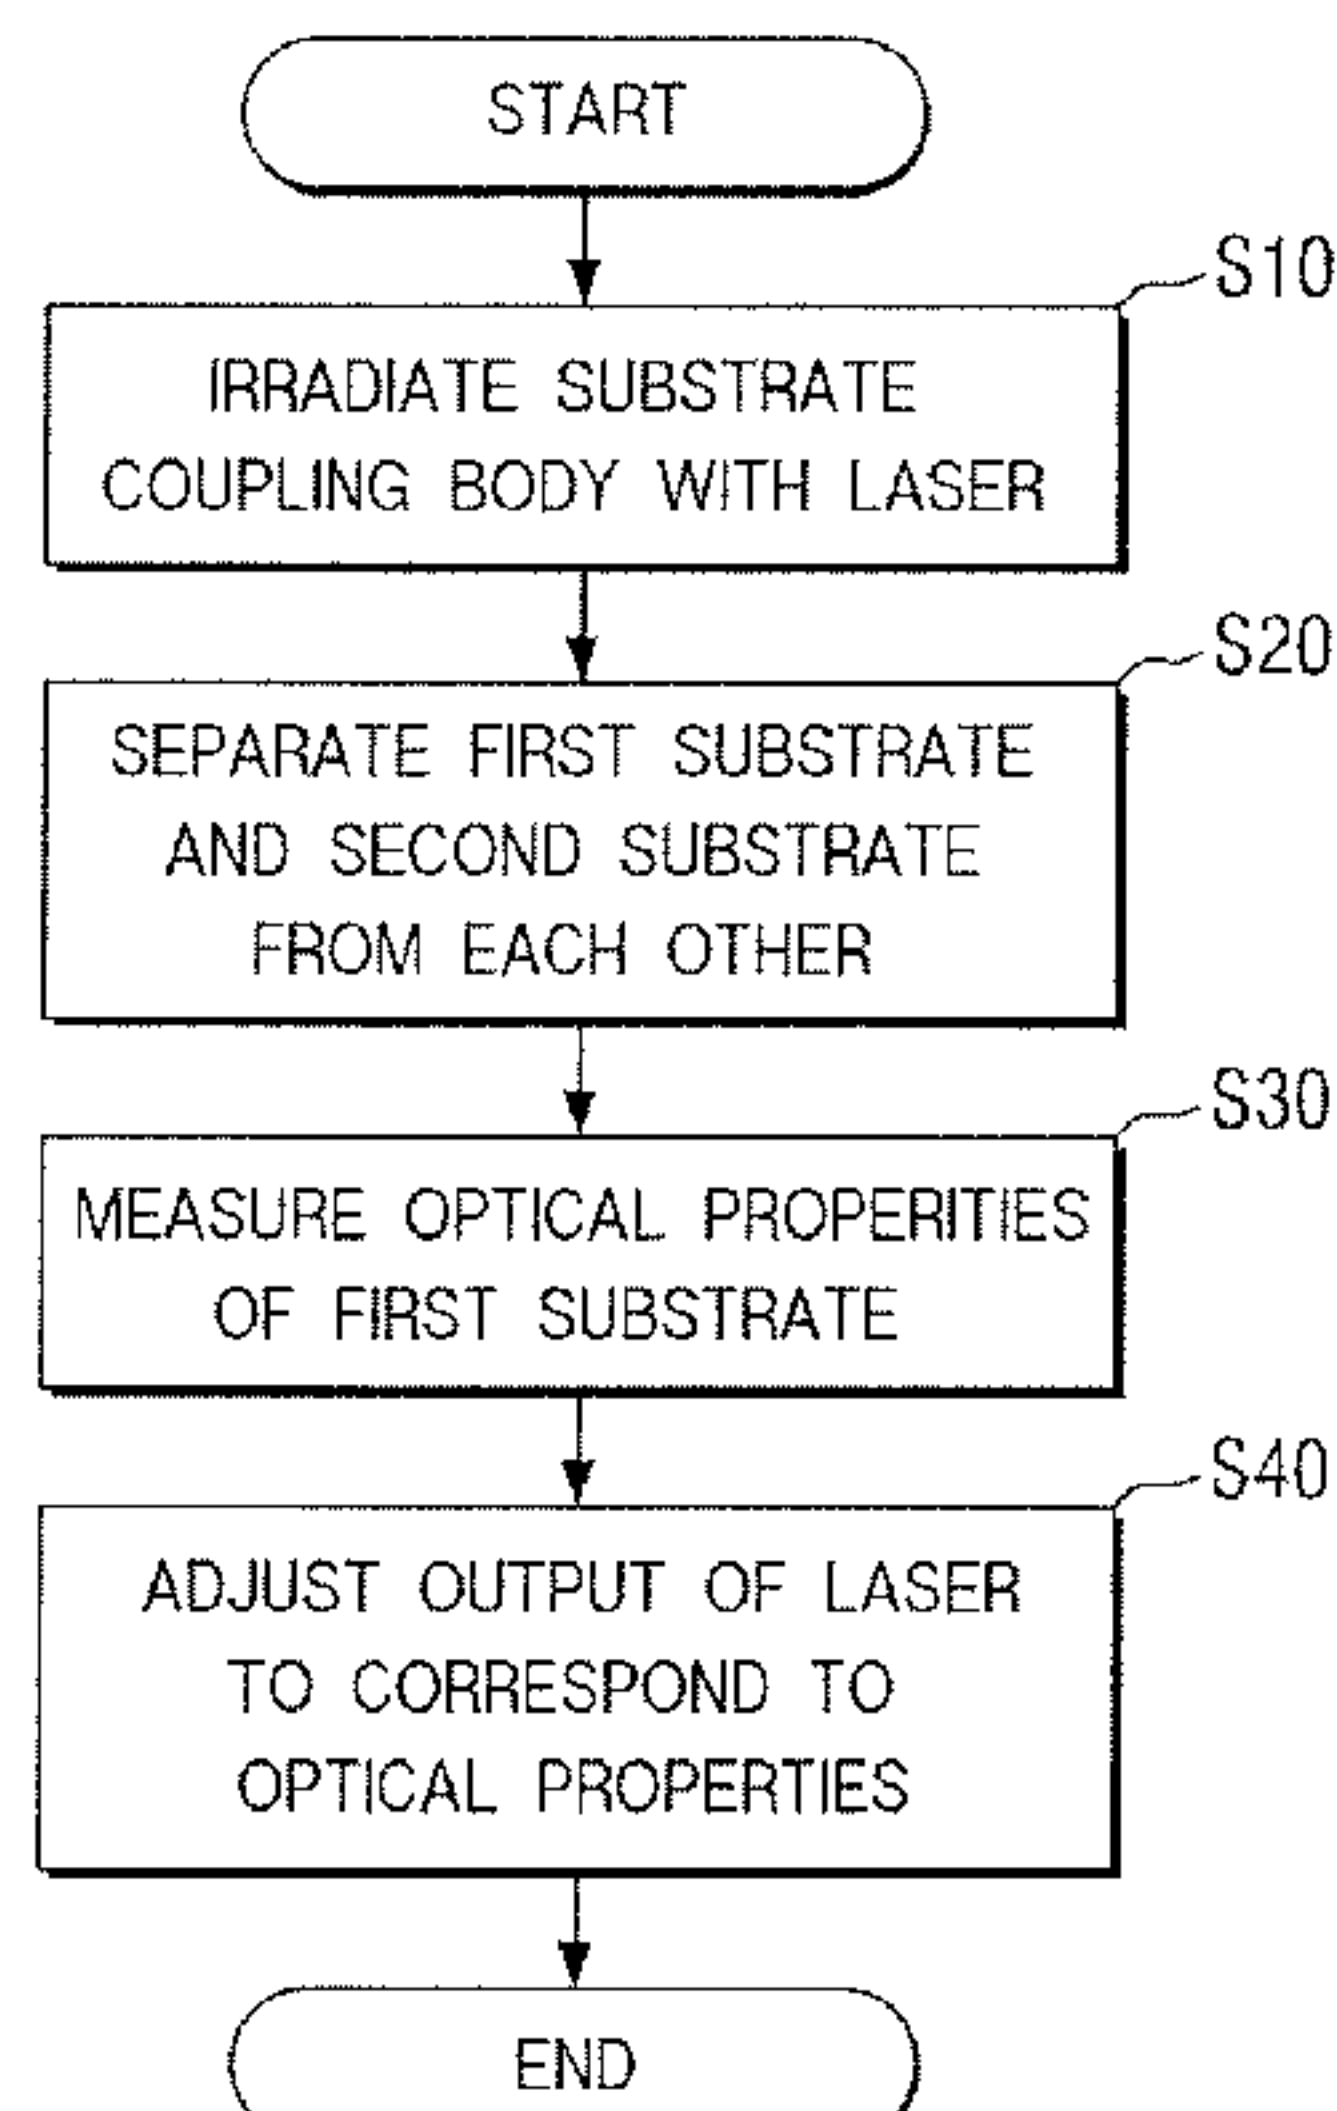 START
S10
IRRADIATE SUBSTRATE
COUPLING BODY WITH LASER
S20
SEPARATE FIRST SUBSTRATE
AND SECOND SUBSTRATE
FROM EACH OTHER
S30
MEASURE OPTICAL PROPERITIES
OF FIRST SUBSTRATE
S40
ADJUST OUTPUT OF LASER
TO CORRESPOND TO
OPTICAL PROPERTIES
END